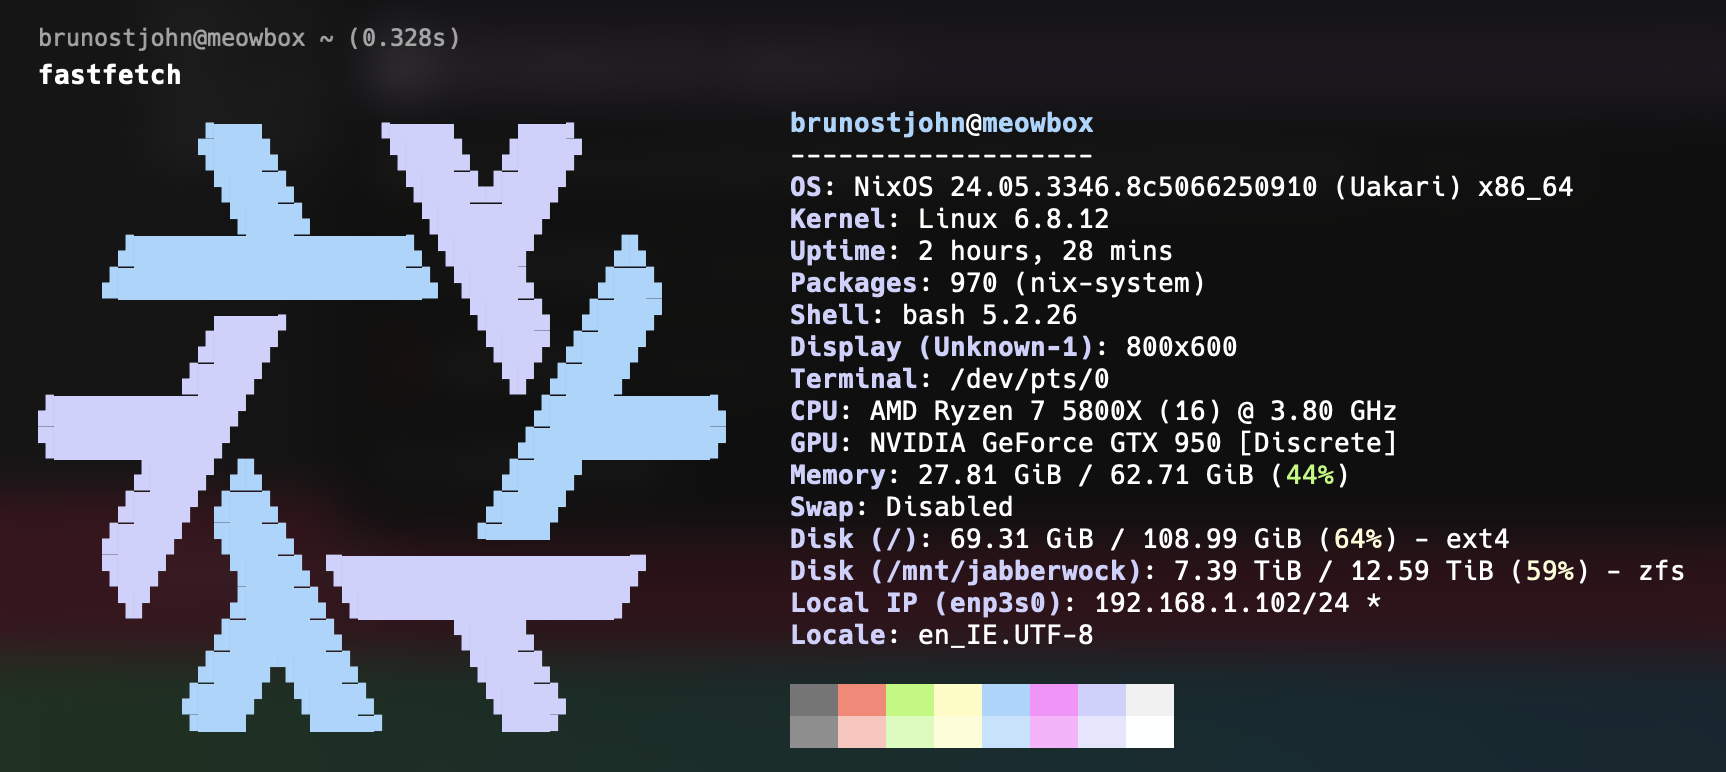 brunostjohn@meowbox ~ (0.328s)
fastfetch
brunostjohn@meowbox
-------------------
OS: NixOS 24.05.3346.8c5066250910 (Uakari) x86_64
Kernel: Linux 6.8.12
Uptime: 2 hours, 28 mins
Packages: 970 (nix-system)
Shell: bash 5.2.26
Display (Unknown-1): 800x600
Terminal: /dev/pts/0
CPU: AMD Ryzen 7 5800X (16) @ 3.80 GHz
GPU: NVIDIA GeForce GTX 950 [Discrete]
Memory: 27.81 GiB / 62.71 GiB (44%)
Swap: Disabled
Disk (/): 69.31 GiB / 108.99 GiB (64%) - ext4
Disk (/mnt/jabberwock): 7.39 TiB / 12.59 TiB (59%) - zfs
Local IP (enp3s0): 192.168.1.102/24 *
Locale: en_IE.UTF-8